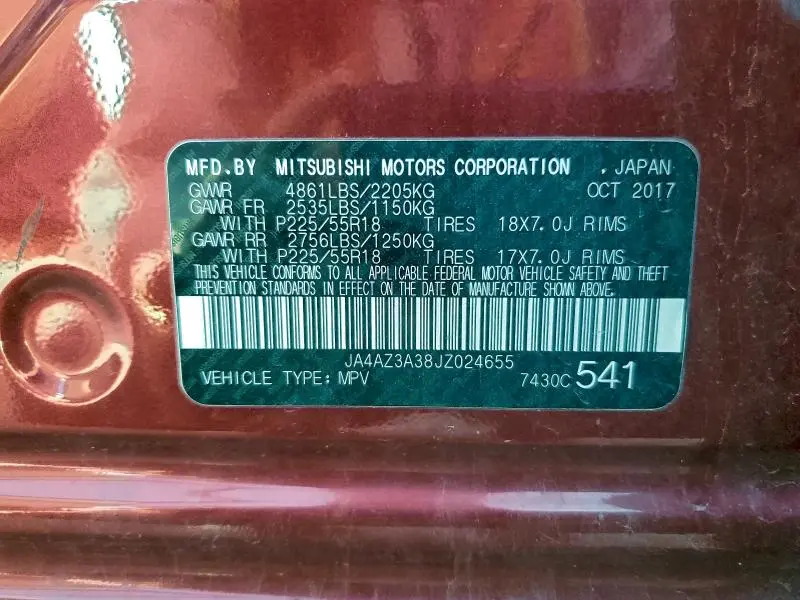 MFD.BY MITSUBISHI MOTORS CORPORATION . JAPAN
GVWR 4861LBS/2205KG OCT 2017
GAWR FR 2535LBS/1150KG
WITH P225/55R18 TIRES 18X7.0J RIMS
GAWR RR 2756LBS/1250KG
WITH P225/55R18 TIRES 17X7.0J RIMS
THIS VEHICLE CONFORMS TO ALL APPLICABLE FEDERAL MOTOR VEHICLE SAFETY AND THEFT
PREVENTION STANDARDS IN EFFECT ON THE DATE OF MANUFACTURE SHOWN ABOVE.
JA4AZ3A38JZ024655
VEHICLE TYPE: MPV 7430C 541